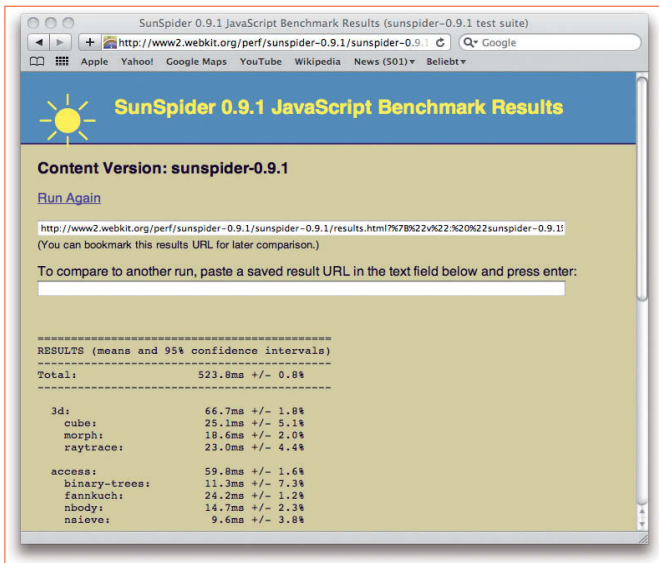 SunSpider 0.9.1 JavaScript Benchmark Results (sunspider-0.9.1 test suite)
http://www2.webkit.org/perf/sunspider-0.9.1/sunspider-0.9.1
Google
Apple Yahoo! Google Maps YouTube Wikipedia News (501)▾ Beliebt▾
SunSpider 0.9.1 JavaScript Benchmark Results
Content Version: sunspider-0.9.1
Run Again
http://www2.webkit.org/perf/sunspider-0.9.1/sunspider-0.9.1/results.html?%7B%22v%22:%20%22sunspider-0.9.1%
(You can bookmark this results URL for later comparison.)
To compare to another run, paste a saved result URL in the text field below and press enter:
============================================
RESULTS (means and 95% confidence intervals)
--------------------------------------------
Total: 523.8ms +/- 0.8%
--------------------------------------------
3d: 66.7ms +/- 1.8%
cube: 25.1ms +/- 5.1%
morph: 18.6ms +/- 2.0%
raytrace: 23.0ms +/- 4.4%
access: 59.8ms +/- 1.6%
binary-trees: 11.3ms +/- 7.3%
fannkuch: 24.2ms +/- 1.2%
nbody: 14.7ms +/- 2.3%
nsieve: 9.6ms +/- 3.8%